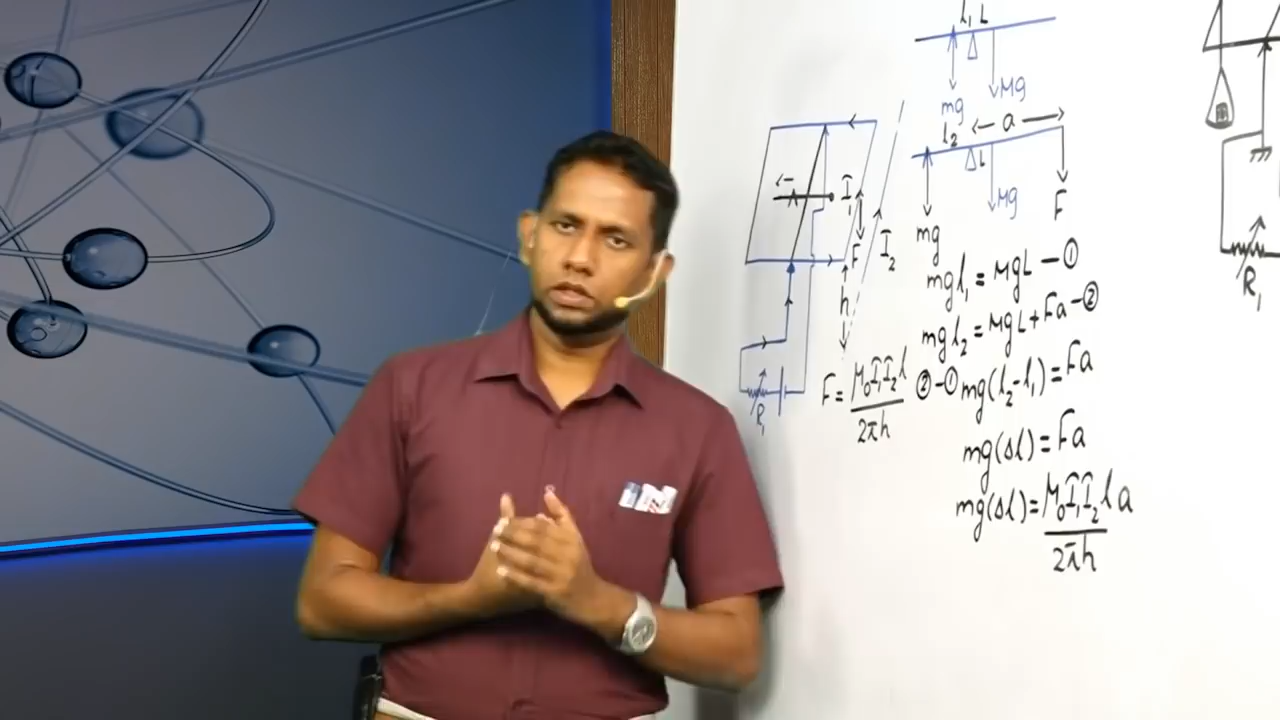 l₁ L
mg
Mg
l₂ ← a →
L
mg
Mg
F
I₁
F
I₂
h
R₁
F = μ₀I₁I₂l / 2πh
mgl₁ = MgL – ①
mgl₂ = MgL + Fa – ②
② – ① mg(l₂ – l₁) = Fa
mg(Δl) = Fa
mg(Δl) = μ₀I₁I₂la / 2πh
R₁